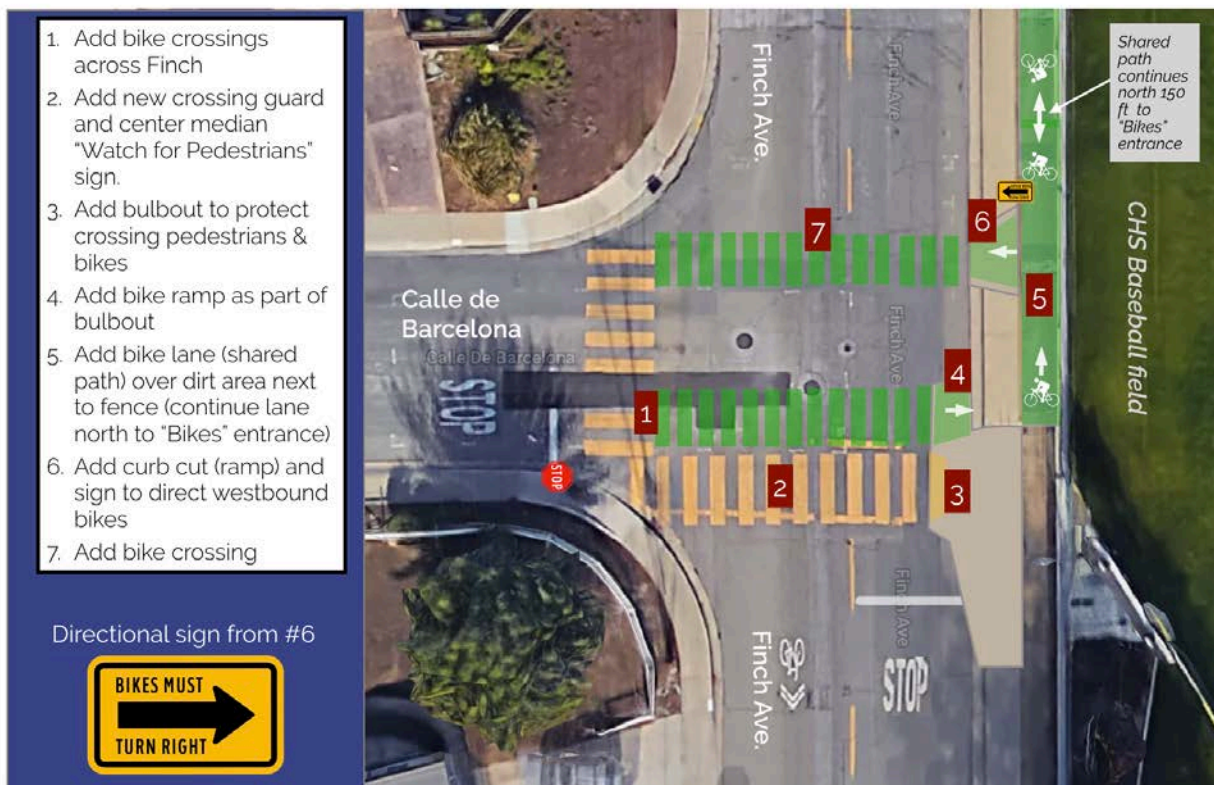 1. Add bike crossings
across Finch
2. Add new crossing guard
and center median
"Watch for Pedestrians"
sign.
3. Add bulbout to protect
crossing pedestrians &
bikes
4. Add bike ramp as part of
bulbout
5. Add bike lane (shared
path) over dirt area next
to fence (continue lane
north to "Bikes" entrance)
6. Add curb cut (ramp) and
sign to direct westbound
bikes
7. Add bike crossing
Directional sign from #6
BIKES MUST
TURN RIGHT
Finch Ave.
Finch Ave
Shared
path
continues
north 150
ft to
"Bikes"
entrance
CHS Baseball field
6
7
5
Calle de
Barcelona
Calle De Barcelona
Finch Ave
STOP
4
1
STOP
2
3
Finch Ave
Finch Ave.
STOP